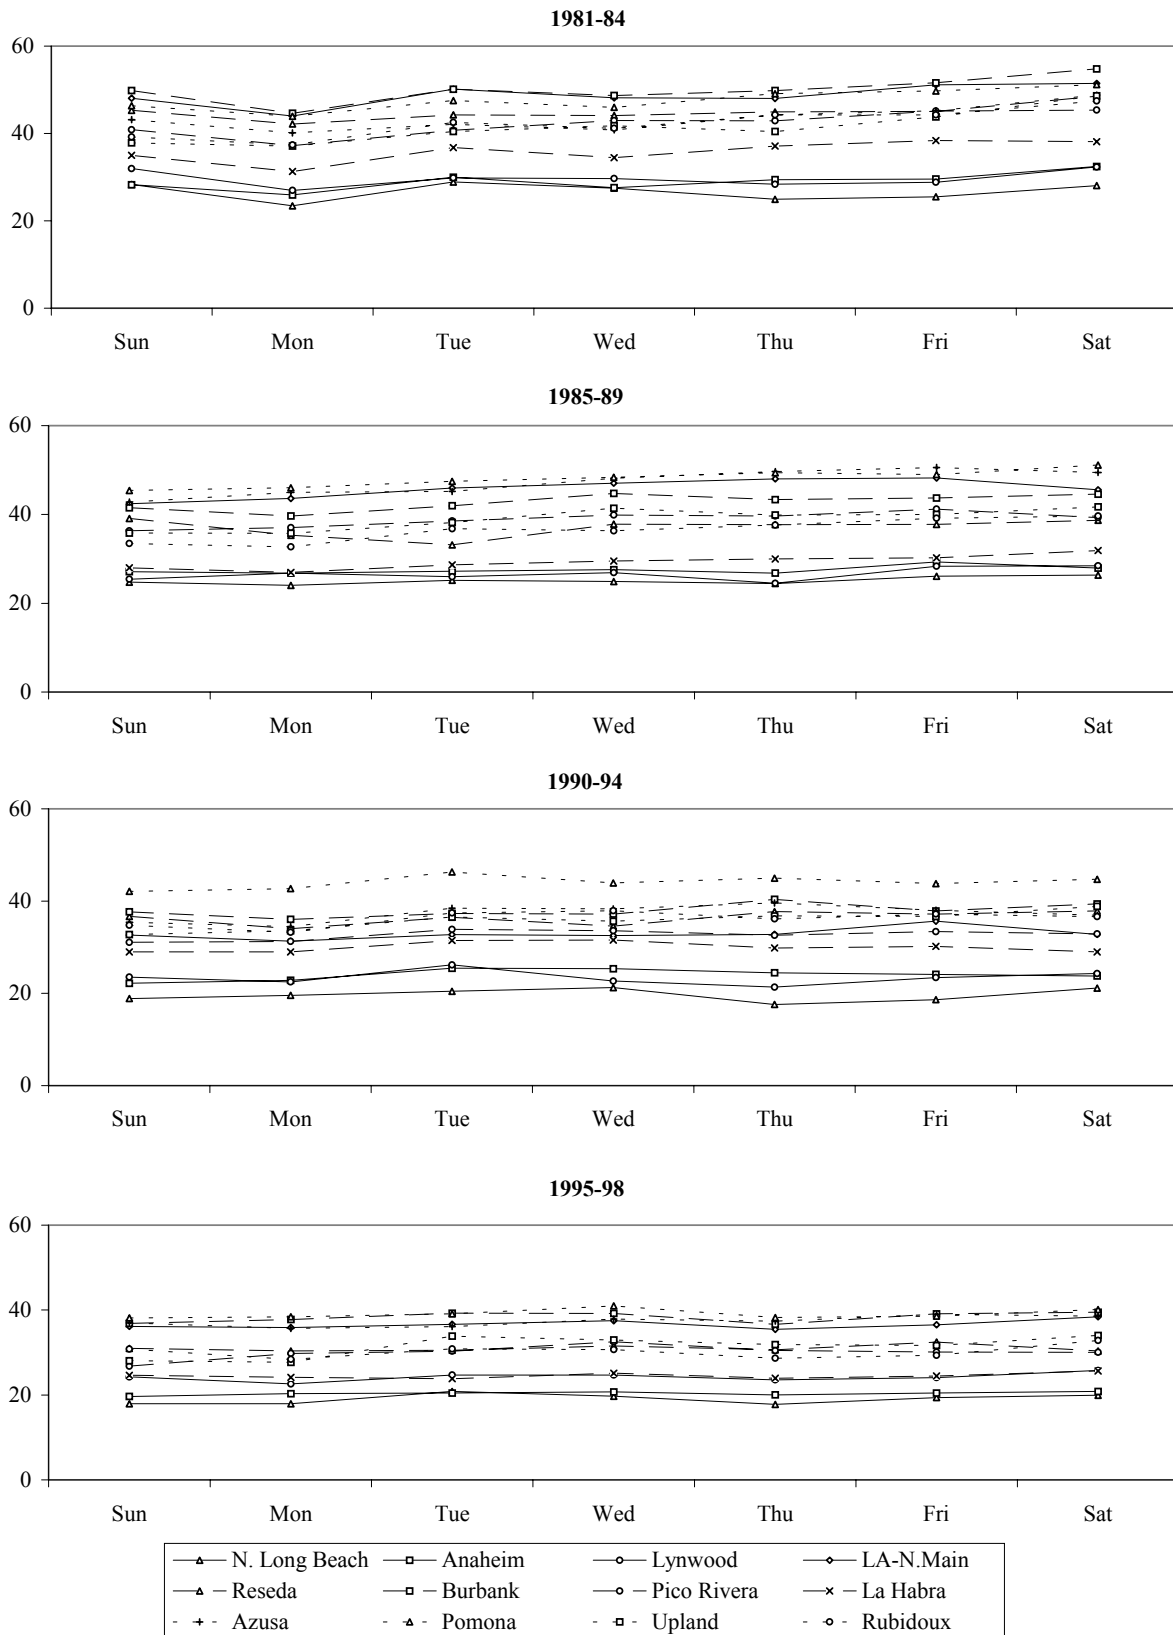 1981-84
60
40
20
0
Sun Mon Tue Wed Thu Fri Sat
1985-89
60
40
20
0
Sun Mon Tue Wed Thu Fri Sat
1990-94
60
40
20
0
Sun Mon Tue Wed Thu Fri Sat
1995-98
60
40
20
0
Sun Mon Tue Wed Thu Fri Sat
N. Long Beach Anaheim Lynwood LA-N.Main
Reseda Burbank Pico Rivera La Habra
Azusa Pomona Upland Rubidoux